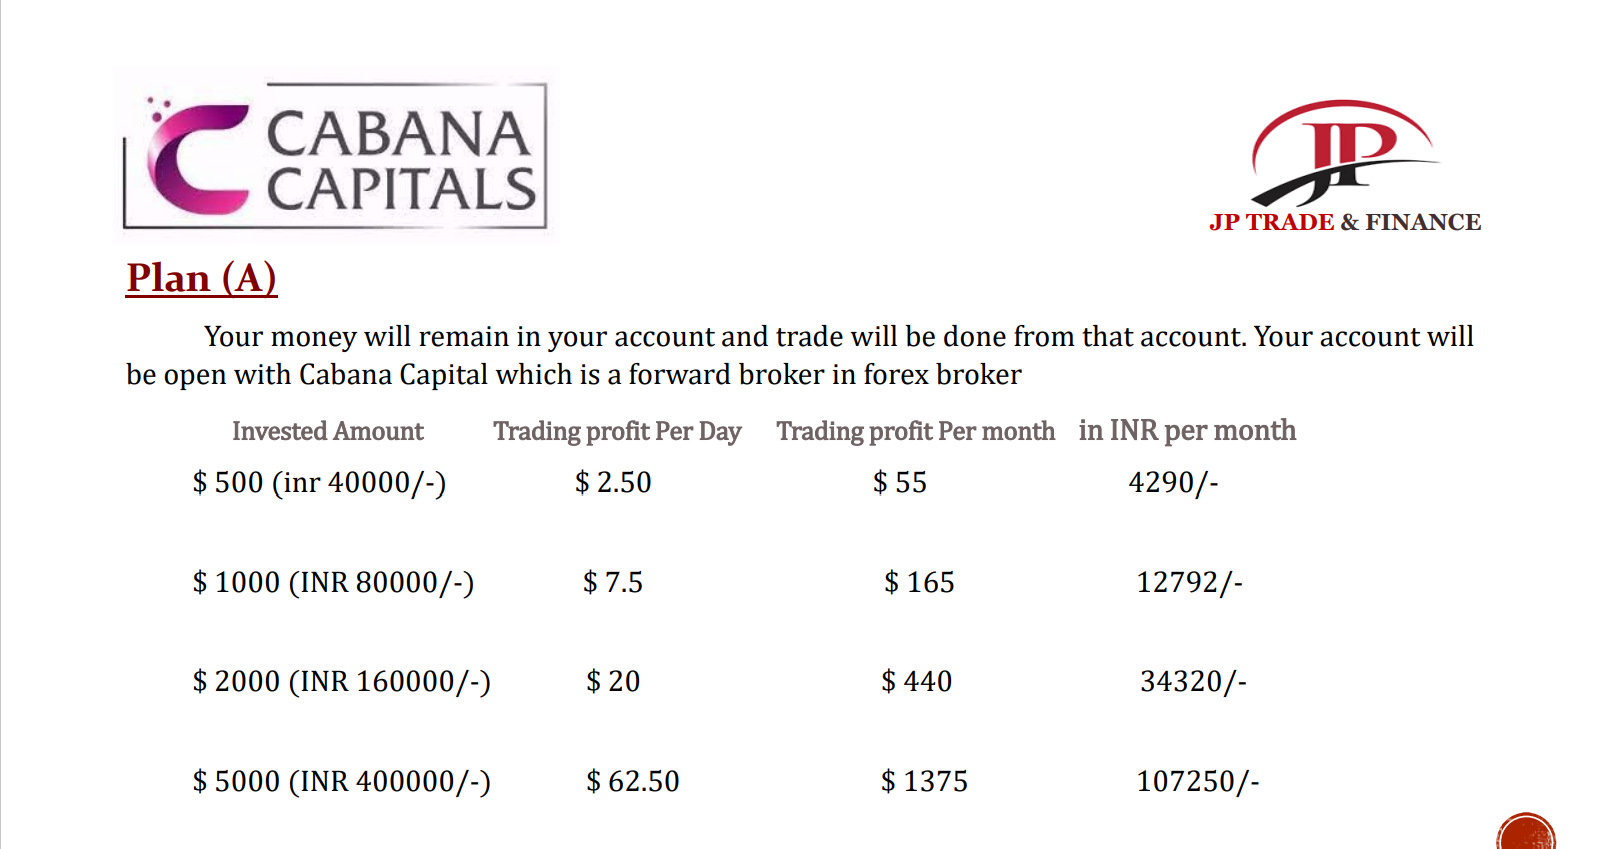 CABANA
CAPITALS
JP
JP TRADE & FINANCE
Plan (A)
Your money will remain in your account and trade will be done from that account. Your account will
be open with Cabana Capital which is a forward broker in forex broker
Invested Amount Trading profit Per Day Trading profit Per month in INR per month
$ 500 (inr 40000/-) $ 2.50 $ 55 4290/-
$ 1000 (INR 80000/-) $ 7.5 $ 165 12792/-
$ 2000 (INR 160000/-) $ 20 $ 440 34320/-
$ 5000 (INR 400000/-) $ 62.50 $ 1375 107250/-